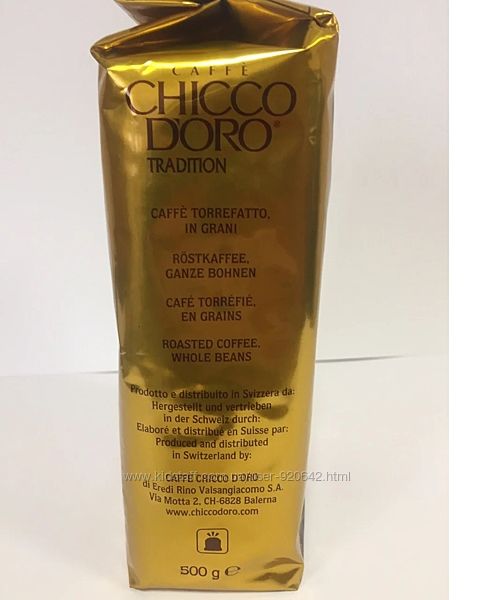 CAFFÈ
CHICCO
D'ORO®
TRADITION
CAFFÈ TORREFATTO,
IN GRANI
RÖSTKAFFEE,
GANZE BOHNEN
CAFÉ TORRÉFIÉ,
EN GRAINS
ROASTED COFFEE,
WHOLE BEANS
Prodotto e distribuito in Svizzera da:
Hergestellt und vertrieben
in der Schweiz durch:
Elaboré et distribué en Suisse par:
Produced and distributed
in Switzerland by:
CAFFÈ CHICCO D'ORO
di Eredi Rino Valsangiacomo S.A.
Via Motta 2, CH-6828 Balerna
www.chiccodoro.com
500 g ℮